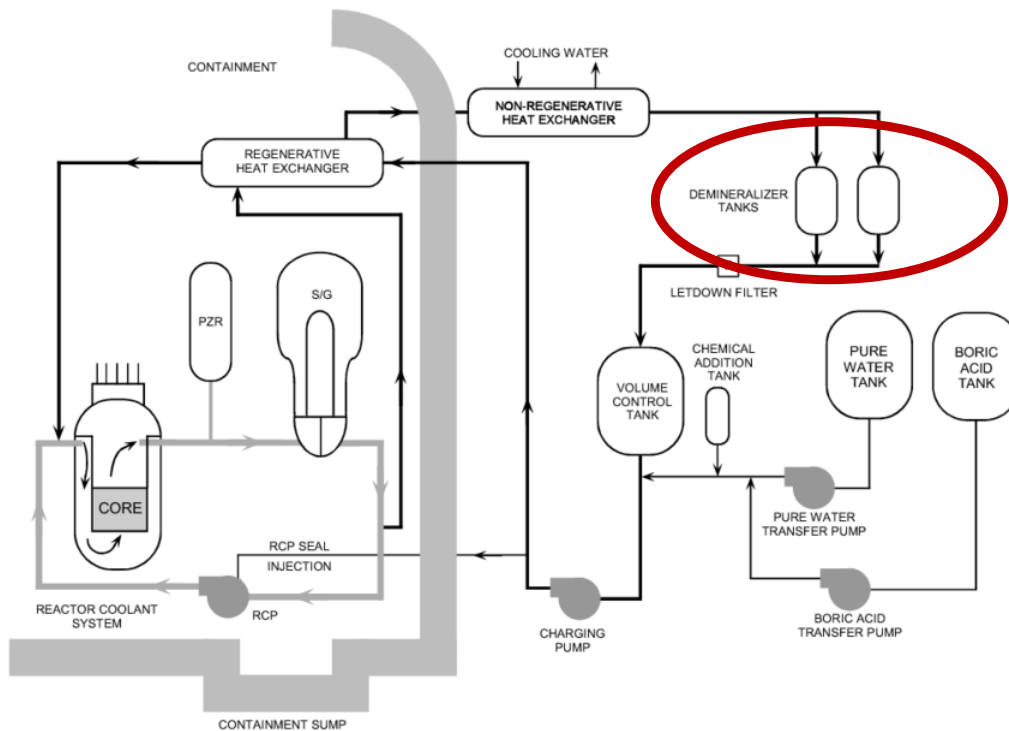 COOLING WATER
CONTAINMENT
NON-REGENERATIVE
HEAT EXCHANGER
REGENERATIVE
HEAT EXCHANGER
DEMINERALIZER
TANKS
LETDOWN FILTER
S/G
PZR
CHEMICAL
ADDITION
TANK
PURE
WATER
TANK
BORIC
ACID
TANK
VOLUME
CONTROL
TANK
CORE
PURE WATER
TRANSFER PUMP
RCP SEAL
INJECTION
REACTOR COOLANT
SYSTEM
RCP
CHARGING
PUMP
BORIC ACID
TRANSFER PUMP
CONTAINMENT SUMP